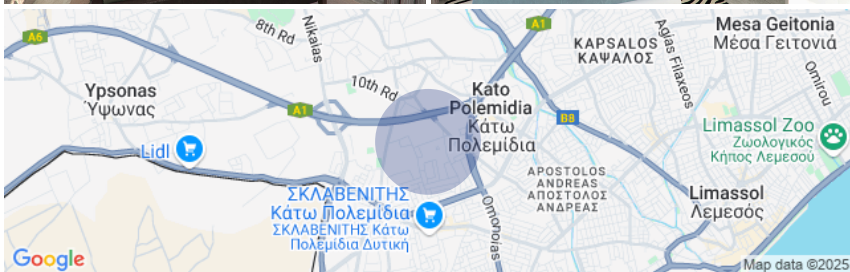 A6
8th Rd
Nikaias
A1
Mesa Geitonia
Μέσα Γειτονιά
KAPSALOS
ΚΑΨΑΛΟΣ
Agias Filaxeos
Omirou
Ypsonas
Ύψωνας
10th Rd
A1
Kato
Polemidia
Κάτω
Πολεμίδια
B8
Limassol Zoo
Ζωολογικός
Κήπος Λεμεσού
Lidl
APOSTOLOS
ANDREAS
ΑΠΟΣΤΟΛΟΣ
ΑΝΔΡΕΑΣ
Limassol
Λεμεσός
ΣΚΛΑΒΕΝΙΤΗΣ
Κάτω Πολεμίδια
ΣΚΛΑΒΕΝΙΤΗΣ Κάτω
Πολεμίδια Δυτική
Omonoias
Google
Map data ©2025